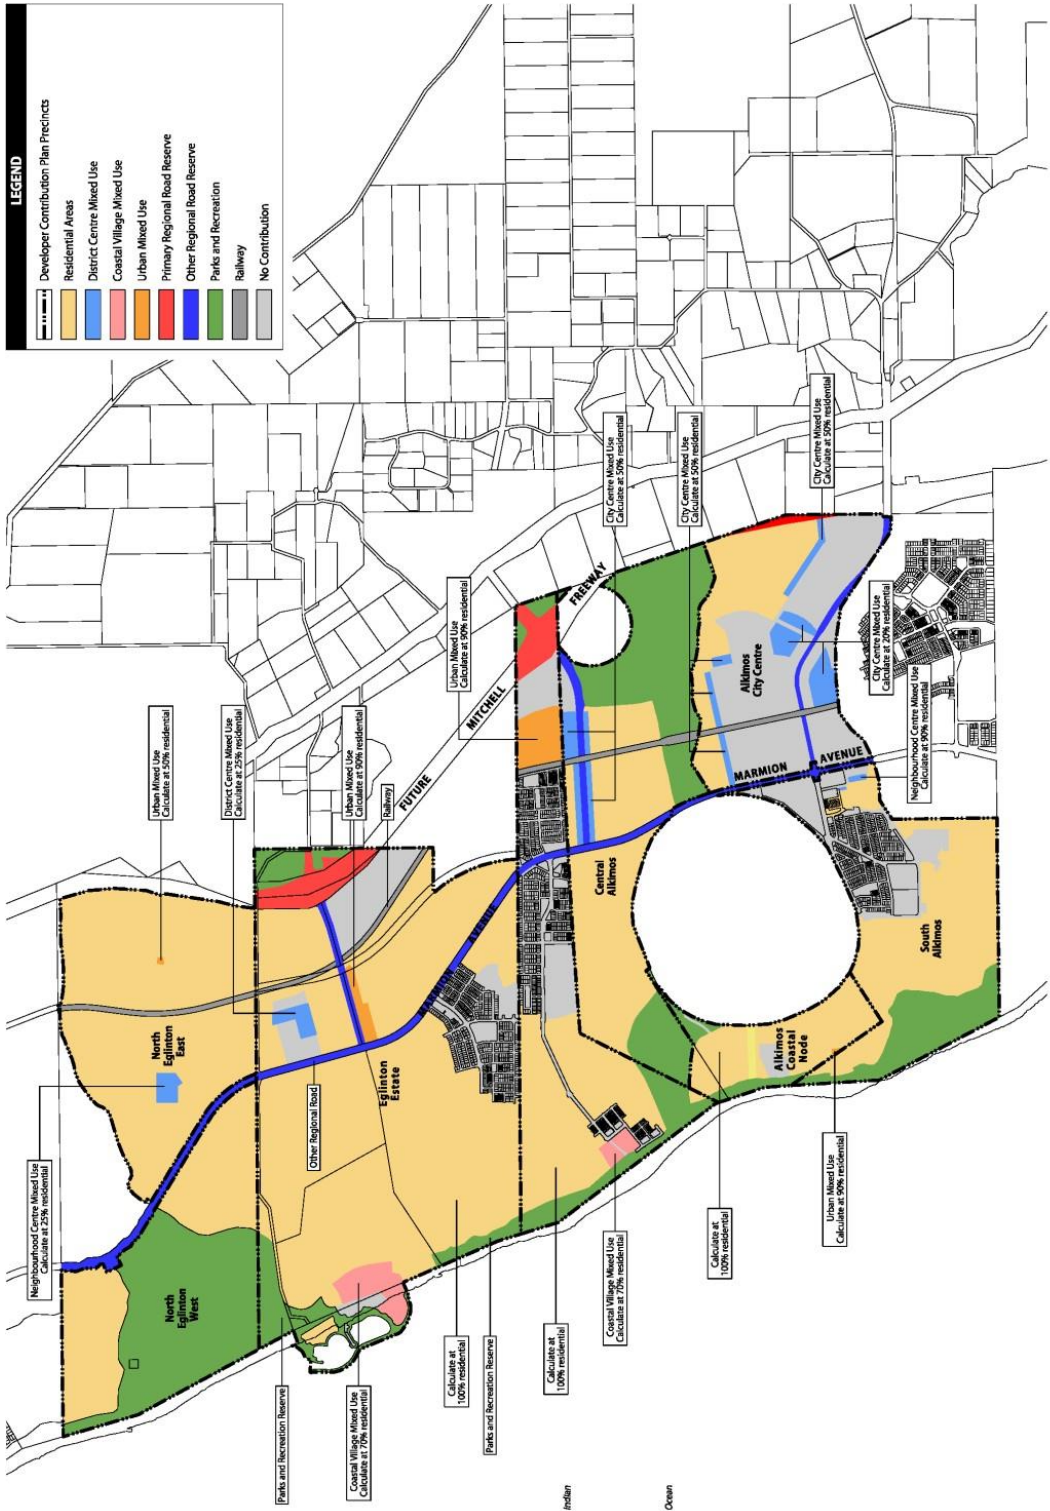 LEGEND
Developer Contribution Plan Precincts
Residential Areas
District Centre Mixed Use
Coastal Village Mixed Use
Urban Mixed Use
Primary Regional Road Reserve
Other Regional Road Reserve
Parks and Recreation
Railway
No Contribution
Neighbourhood Centre Mixed Use
Calculate at 25% residential
Urban Mixed Use
Calculate at 50% residential
District Centre Mixed Use
Calculate at 25% residential
Urban Mixed Use
Calculate at 90% residential
Railway
Urban Mixed Use
Calculate at 90% residential
City Centre Mixed Use
Calculate at 50% residential
City Centre Mixed Use
Calculate at 50% residential
City Centre Mixed Use
Calculate at 50% residential
City Centre Mixed Use
Calculate at 20% residential
Neighbourhood Centre Mixed Use
Calculate at 90% residential
FUTURE
MITCHELL
FREEWAY
North
Eglinton
East
North
Eglinton
West
Other Regional Road
Eglinton
Estate
MARMION
AVENUE
Central
Alkimos
Alkimos
City Centre
MARMION
AVENUE
South
Alkimos
Alkimos
Coastal
Node
Parks and Recreation Reserve
Coastal Village Mixed Use
Calculate at 70% residential
Calculate at
100% residential
Parks and Recreation Reserve
Calculate at
100% residential
Coastal Village Mixed Use
Calculate at 70% residential
Calculate at
100% residential
Urban Mixed Use
Calculate at 90% residential
Indian
Ocean